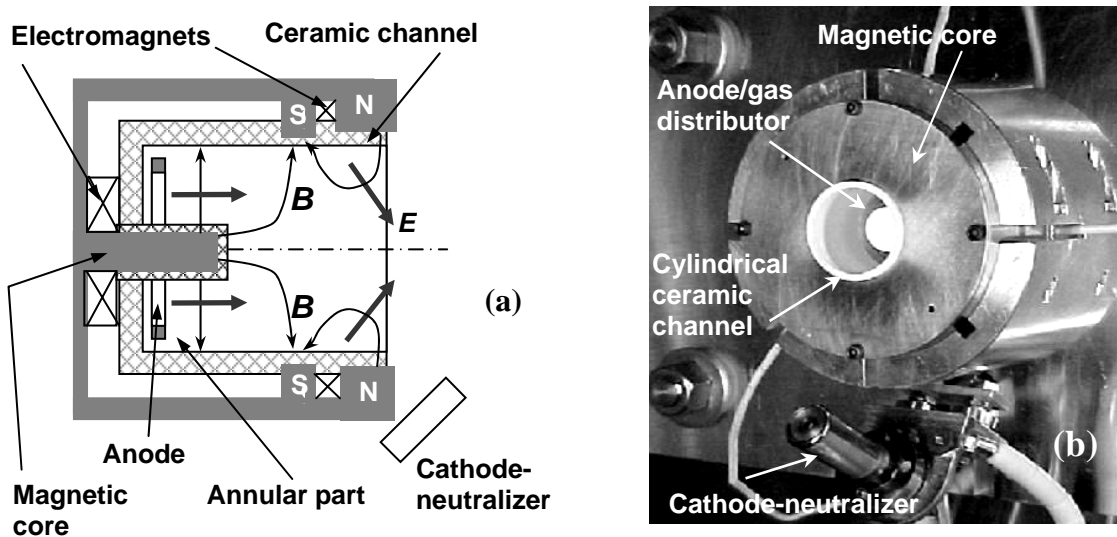 Electromagnets
Ceramic channel
S
N
B
E
B
(a)
S
N
Anode
Magnetic
core
Annular part
Cathode-
neutralizer
Magnetic core
Anode/gas
distributor
Cylindrical
ceramic
channel
Cathode-neutralizer
(b)